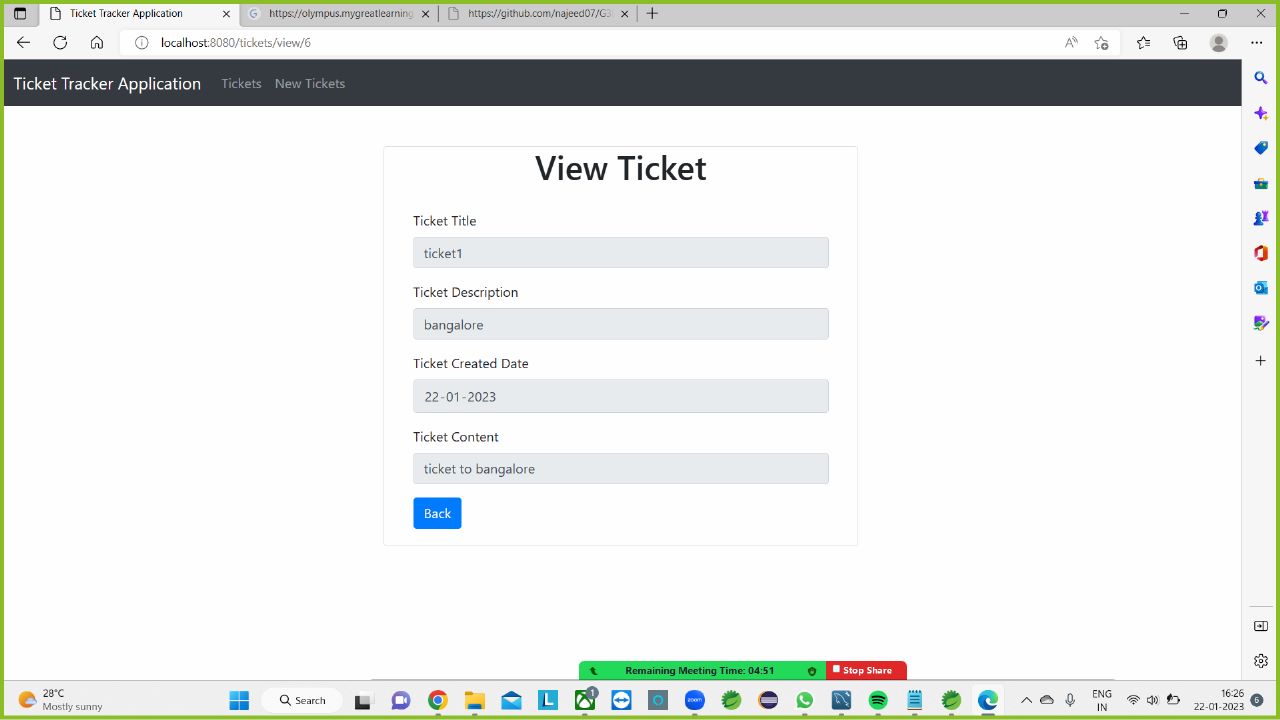 Ticket Tracker Application
https://olympus.mygreatlearning.
https://github.com/najeed07/G3
localhost:8080/tickets/view/6
Ticket Tracker Application Tickets New Tickets
View Ticket
Ticket Title
ticket1
Ticket Description
bangalore
Ticket Created Date
22-01-2023
Ticket Content
ticket to bangalore
Back
Remaining Meeting Time: 04:51 Stop Share
28°C
Mostly sunny
Search
1
zoom
ENG
IN
16:26
22-01-2023
6